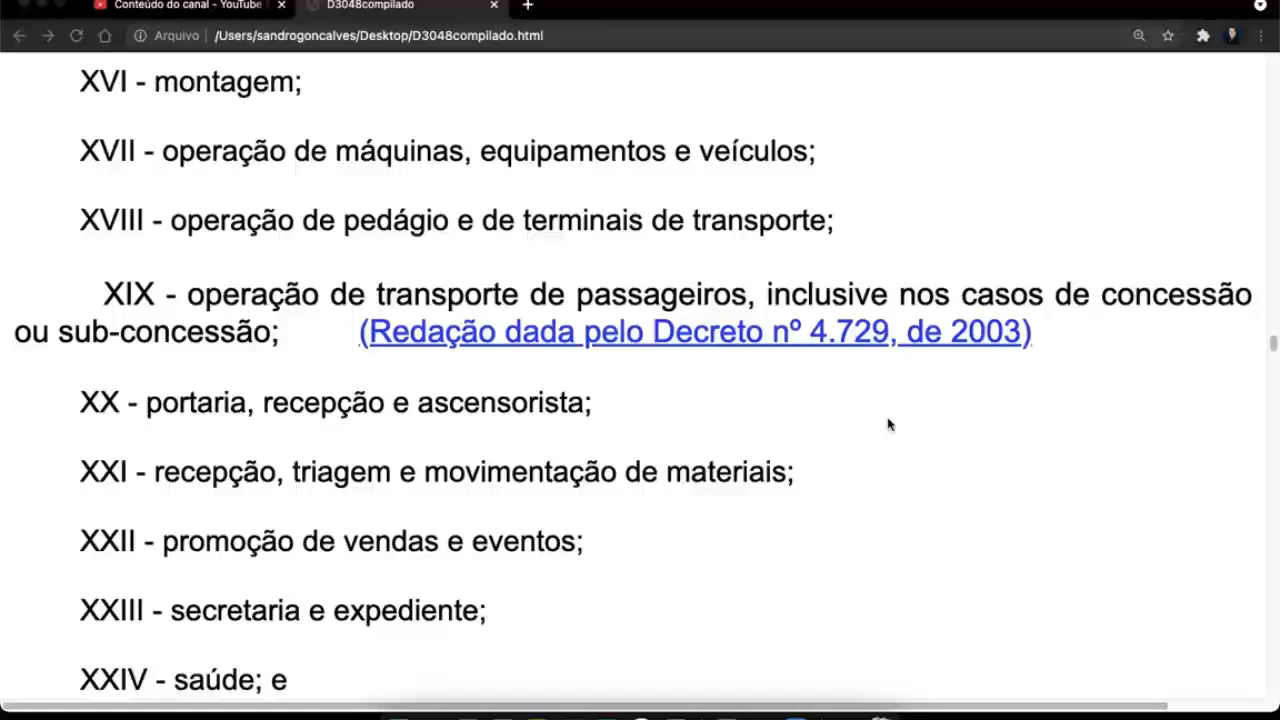 Conteúdo do canal - YouTube
D3048compilado
Arquivo /Users/sandrogoncalves/Desktop/D3048compilado.html
XVI - montagem;
XVII - operação de máquinas, equipamentos e veículos;
XVIII - operação de pedágio e de terminais de transporte;
XIX - operação de transporte de passageiros, inclusive nos casos de concessão
ou sub-concessão; (Redação dada pelo Decreto nº 4.729, de 2003)
XX - portaria, recepção e ascensorista;
XXI - recepção, triagem e movimentação de materiais;
XXII - promoção de vendas e eventos;
XXIII - secretaria e expediente;
XXIV - saúde; e